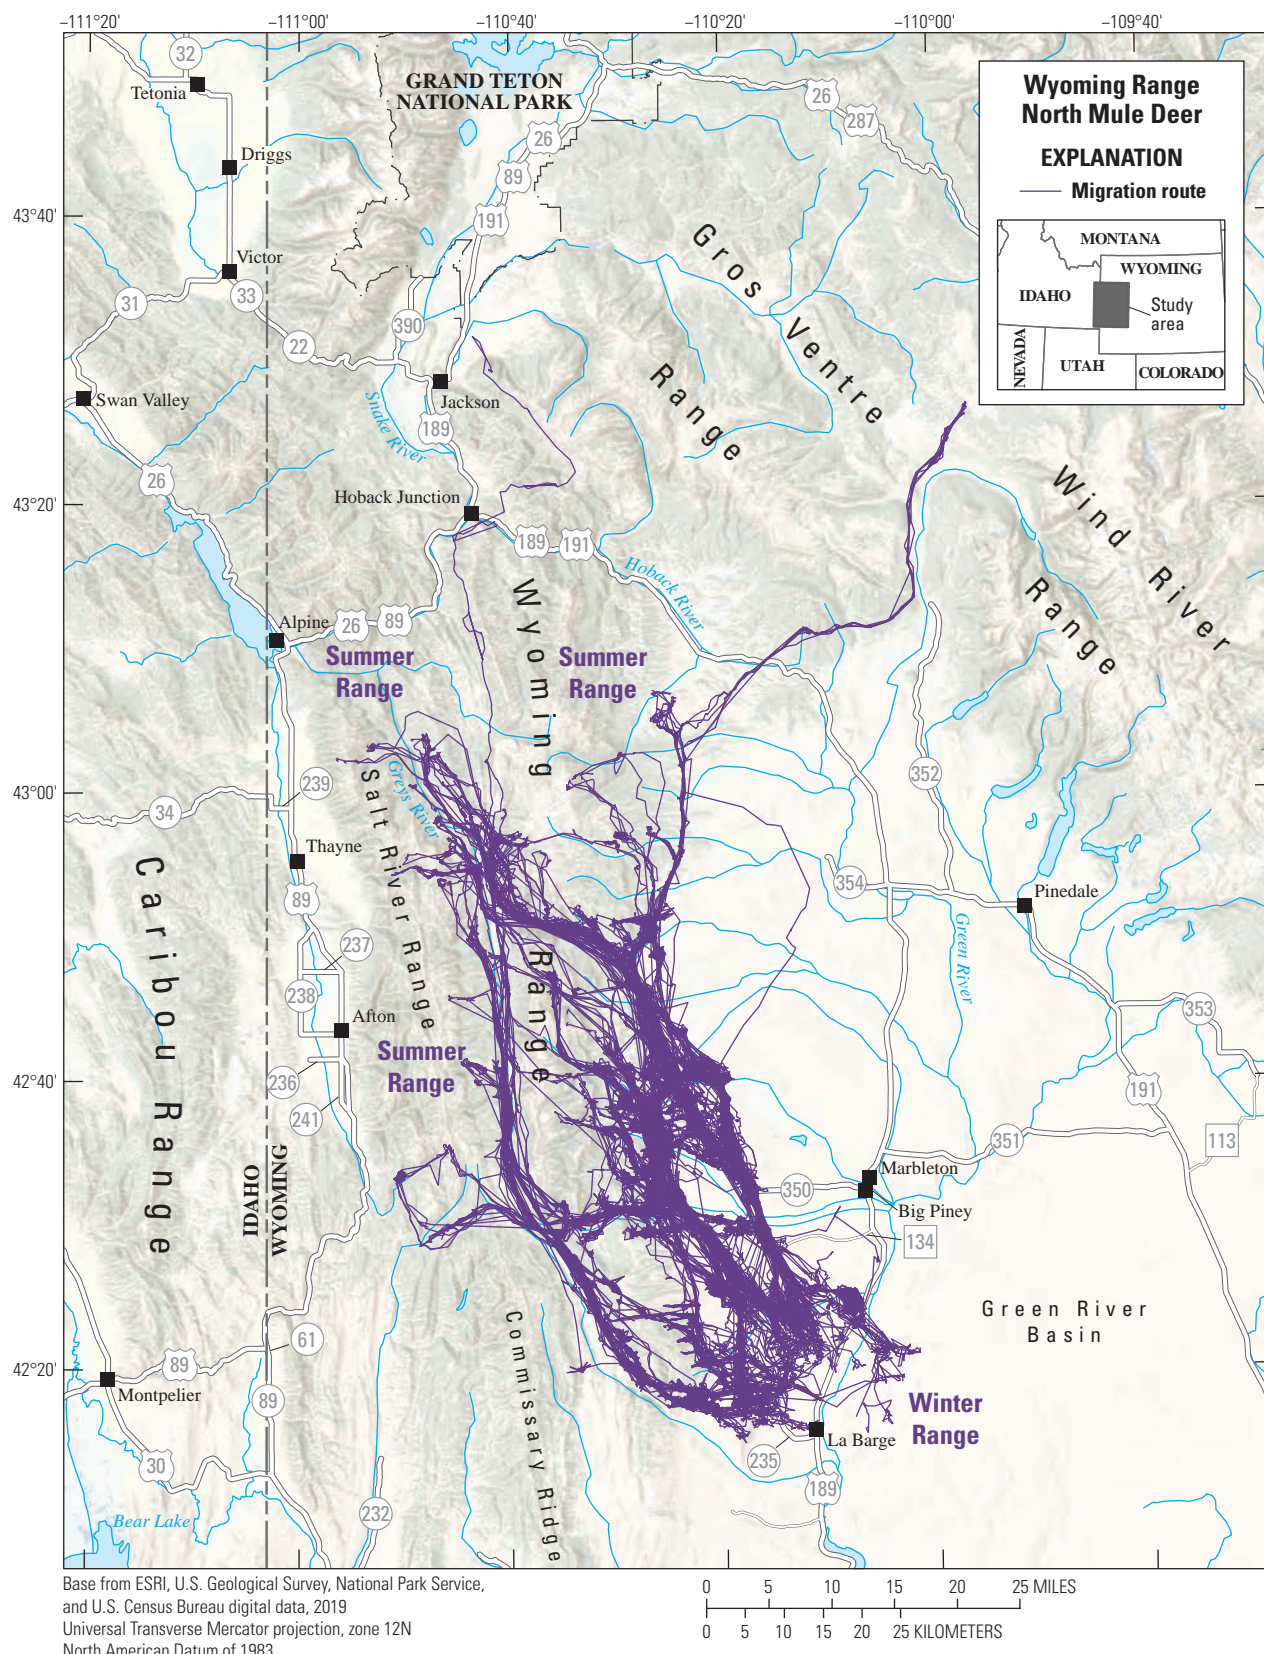 −111°20'
−111°00'
−110°40'
−110°20'
−110°00'
−109°40'
43°40'
43°20'
43°00'
42°40'
42°20'
Wyoming Range
North Mule Deer
EXPLANATION
Migration route
MONTANA
WYOMING
IDAHO
Study
area
NEVADA
UTAH
COLORADO
GRAND TETON
NATIONAL PARK
32
Tetonia
Driggs
Victor
31
33
22
390
26
89
191
26
287
Swan Valley
Jackson
Snake River
189
26
Hoback Junction
189
191
Hoback River
Gros Ventre
Range
Wind River
Range
Alpine
26
89
Summer
Range
Summer
Range
Wyoming
Range
Greys River
Salt River Range
239
34
Thayne
89
352
354
Pinedale
Green River
Caribou Range
237
238
Afton
236
241
Summer
Range
353
191
113
351
Marbleton
350
Big Piney
134
IDAHO
WYOMING
Green River
Basin
61
89
Montpelier
89
30
Bear Lake
232
Commissary Ridge
Winter
Range
La Barge
235
189
Base from ESRI, U.S. Geological Survey, National Park Service,
and U.S. Census Bureau digital data, 2019
Universal Transverse Mercator projection, zone 12N
North American Datum of 1983
0 5 10 15 20 25 MILES
0 5 10 15 20 25 KILOMETERS